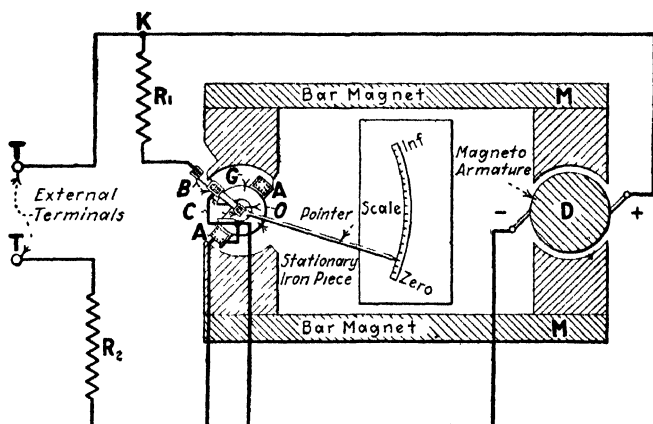 K
R₁
Bar Magnet M
T
External
Terminals
T
R₂
B
G
A
C
O
A
Inf
Scale
Zero
Pointer
Stationary
Iron Piece
Magneto
Armature
D
-
+
Bar Magnet M